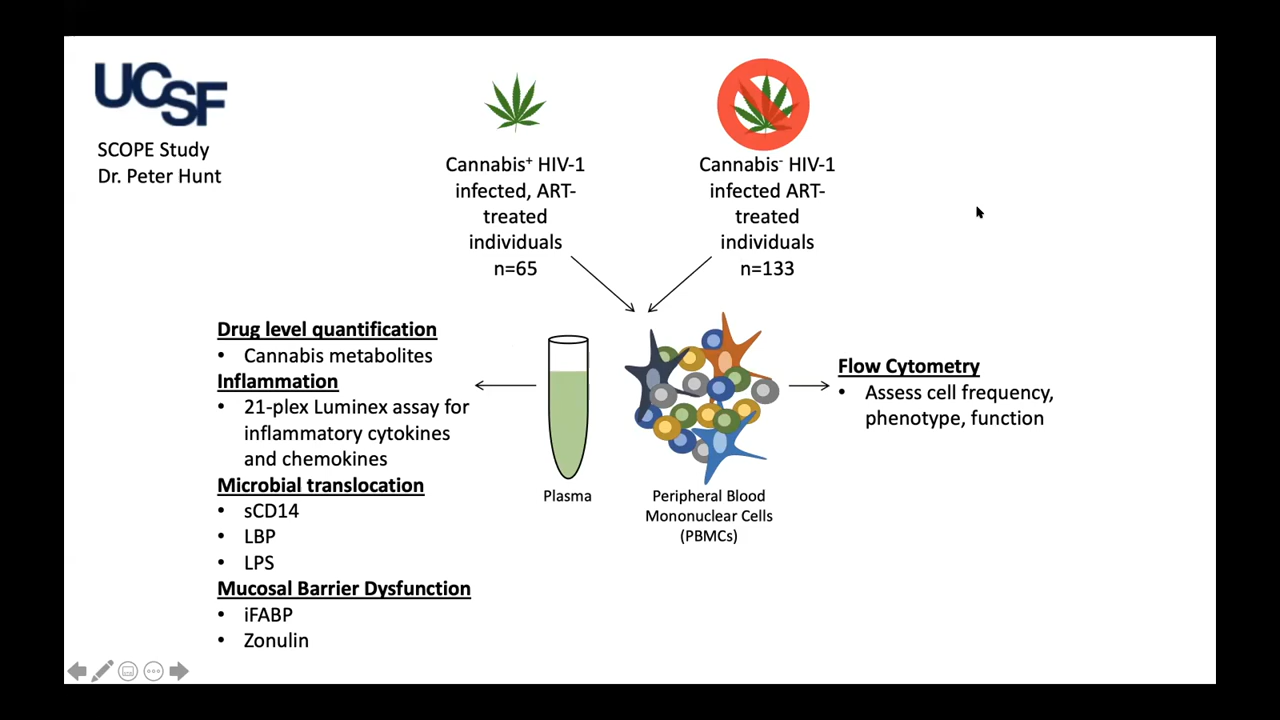 UCSF
SCOPE Study
Dr. Peter Hunt
Cannabis⁺ HIV-1
infected, ART-
treated
individuals
n=65
Cannabis⁻ HIV-1
infected ART-
treated
individuals
n=133
Drug level quantification
• Cannabis metabolites
Inflammation
• 21-plex Luminex assay for
inflammatory cytokines
and chemokines
Microbial translocation
• sCD14
• LBP
• LPS
Mucosal Barrier Dysfunction
• iFABP
• Zonulin
Plasma
Peripheral Blood
Mononuclear Cells
(PBMCs)
Flow Cytometry
• Assess cell frequency,
phenotype, function